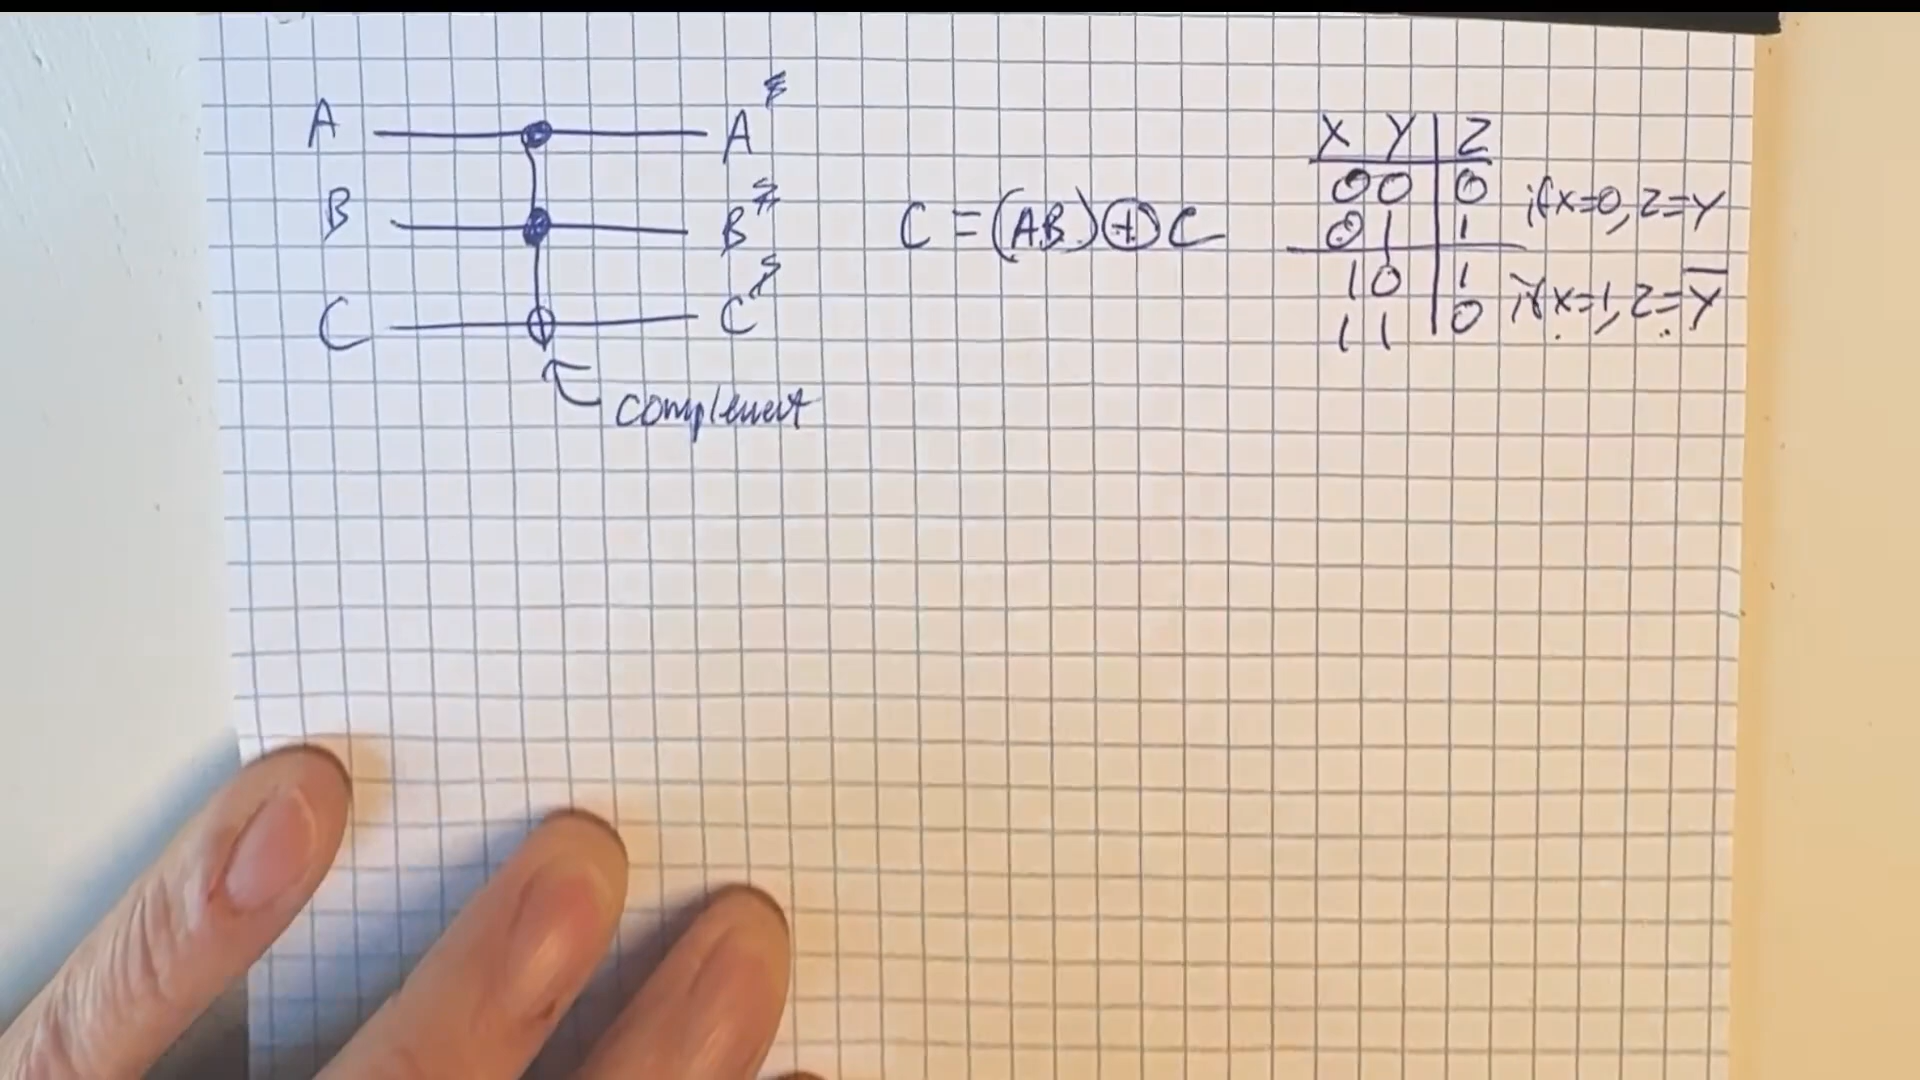 A A*
B B*
C C*
complement
C = (AB) ⊕ C
X Y | Z
0 0 | 0 if x=0, Z=Y
0 1 | 1
1 0 | 1 if x=1, Z=Y̅
1 1 | 0